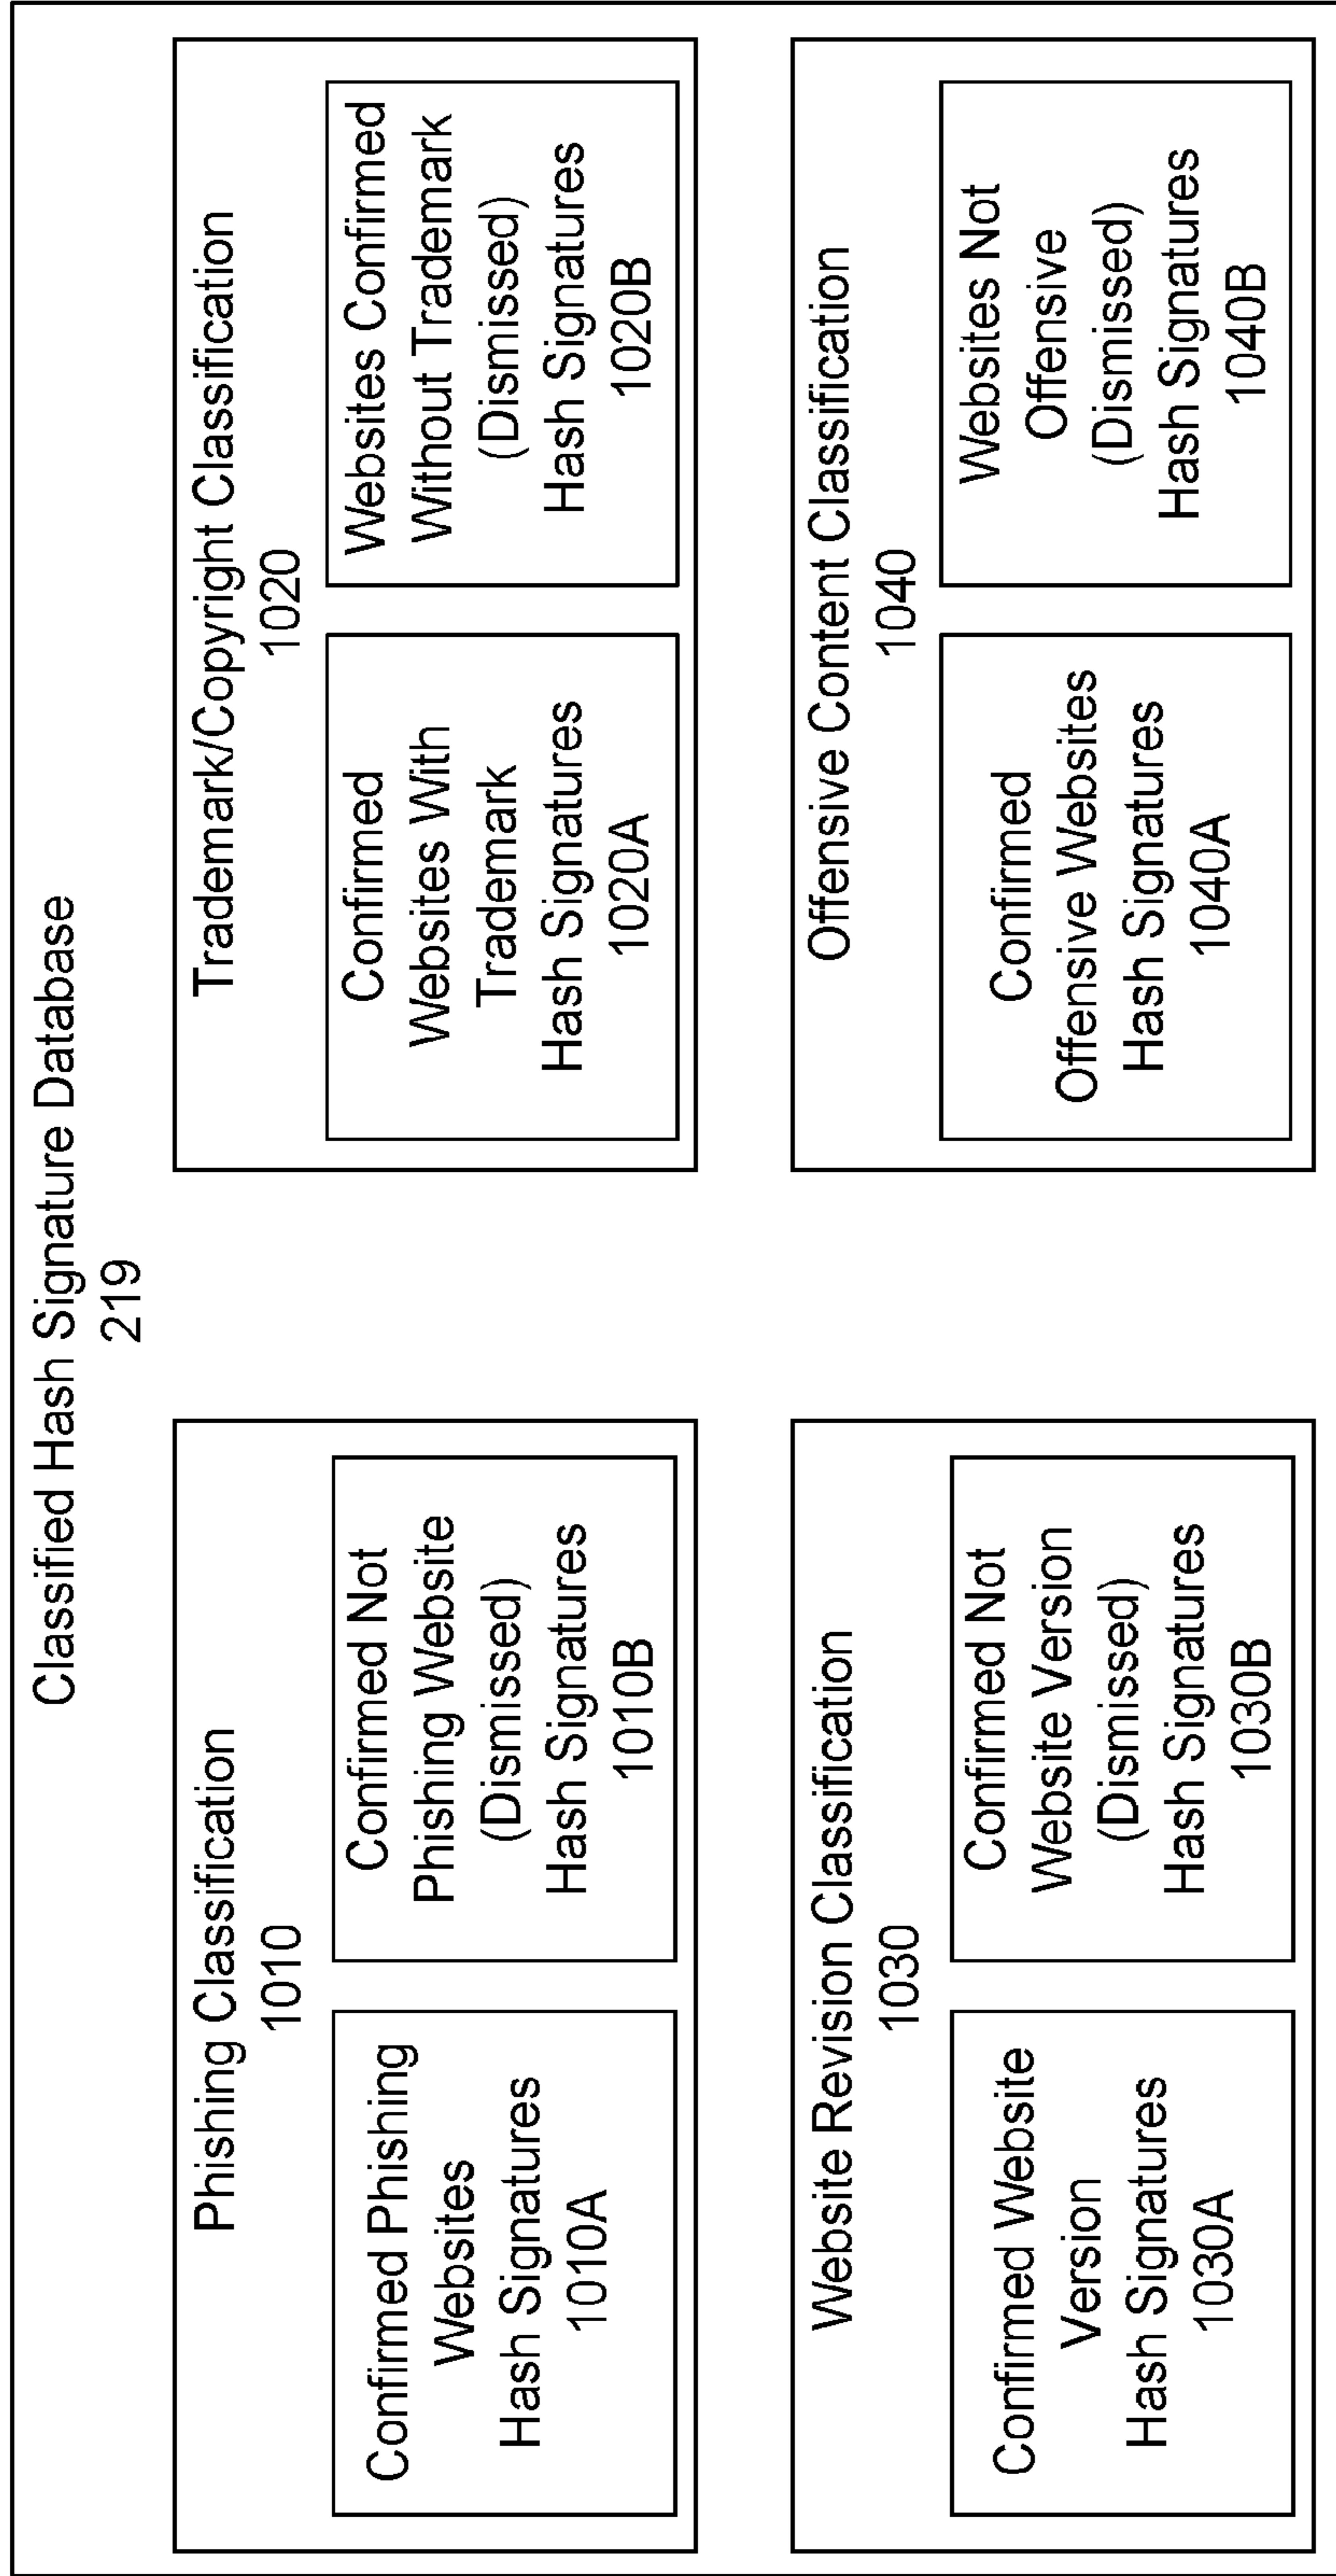 Classified Hash Signature Database
219
Phishing Classification
1010
Confirmed Phishing
Websites
Hash Signatures
1010A
Confirmed Not
Phishing Website
(Dismissed)
Hash Signatures
1010B
Trademark/Copyright Classification
1020
Confirmed
Websites With
Trademark
Hash Signatures
1020A
Websites Confirmed
Without Trademark
(Dismissed)
Hash Signatures
1020B
Website Revision Classification
1030
Confirmed Website
Version
Hash Signatures
1030A
Confirmed Not
Website Version
(Dismissed)
Hash Signatures
1030B
Offensive Content Classification
1040
Confirmed
Offensive Websites
Hash Signatures
1040A
Websites Not
Offensive
(Dismissed)
Hash Signatures
1040B